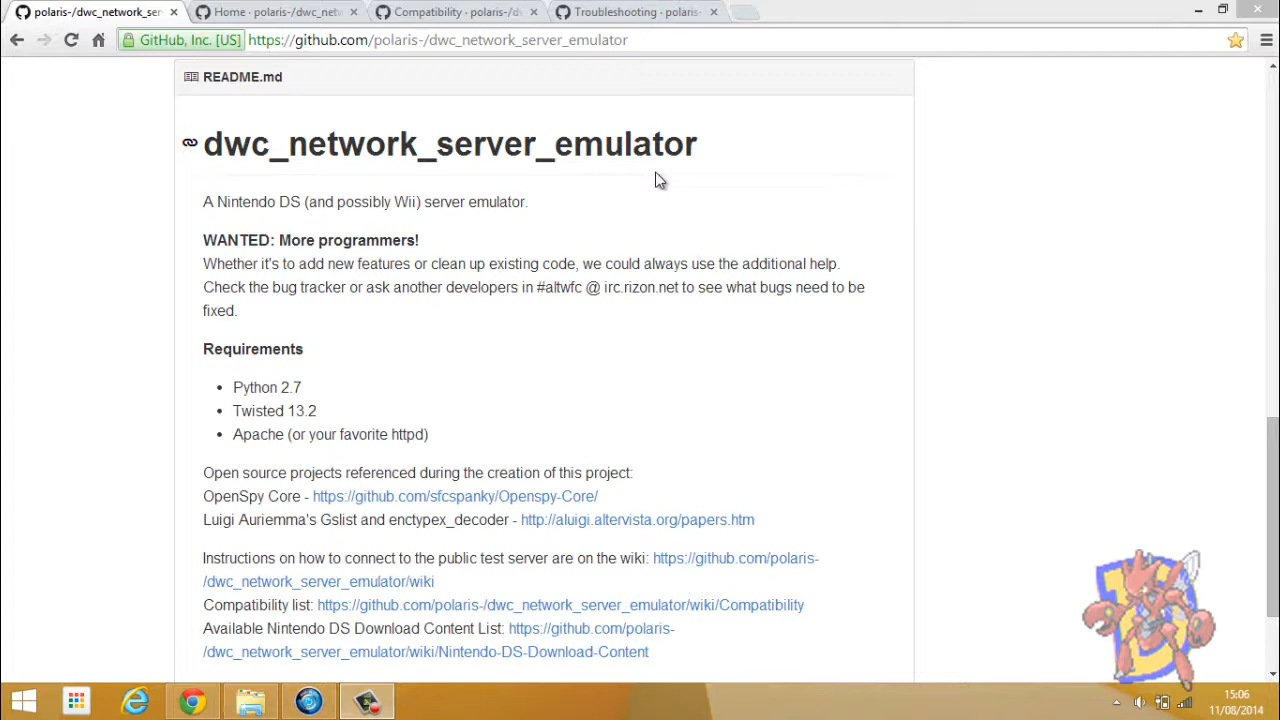 polaris-/dwc_network_ser
Home · polaris-/dwc_net
Compatibility · polaris-/d
Troubleshooting · polaris-
GitHub, Inc. [US]
https://github.com/polaris-/dwc_network_server_emulator
README.md
dwc_network_server_emulator
A Nintendo DS (and possibly Wii) server emulator.
WANTED: More programmers!
Whether it's to add new features or clean up existing code, we could always use the additional help.
Check the bug tracker or ask another developers in #altwfc @ irc.rizon.net to see what bugs need to be
fixed.
Requirements
• Python 2.7
• Twisted 13.2
• Apache (or your favorite httpd)
Open source projects referenced during the creation of this project:
OpenSpy Core - https://github.com/sfcspanky/Openspy-Core/
Luigi Auriemma's Gslist and enctypex_decoder - http://aluigi.altervista.org/papers.htm
Instructions on how to connect to the public test server are on the wiki: https://github.com/polaris-
/dwc_network_server_emulator/wiki
Compatibility list: https://github.com/polaris-/dwc_network_server_emulator/wiki/Compatibility
Available Nintendo DS Download Content List: https://github.com/polaris-
/dwc_network_server_emulator/wiki/Nintendo-DS-Download-Content
15:06
11/08/2014